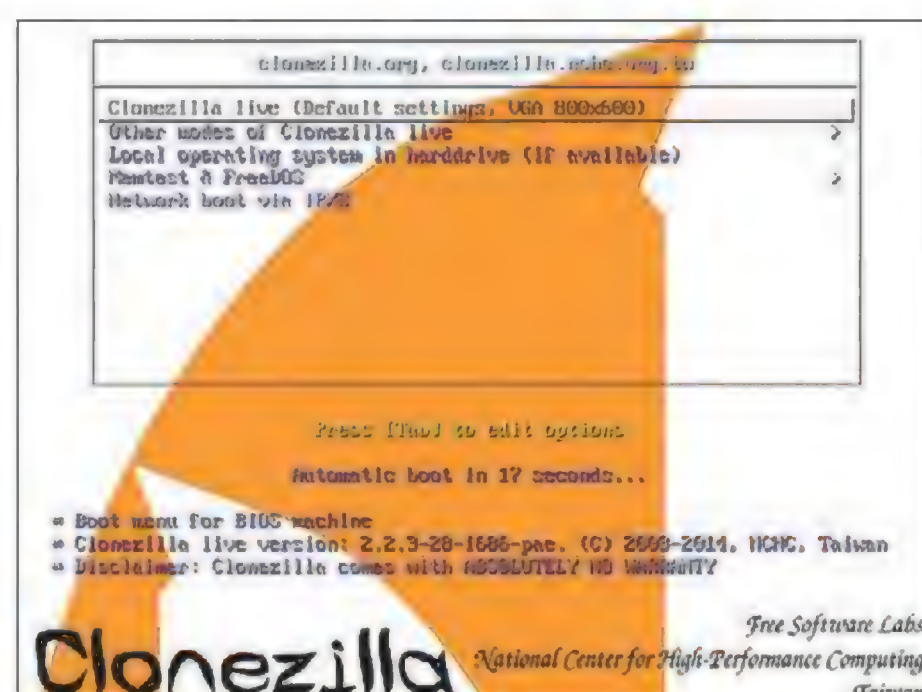 clonezilla.org, clonezilla.nchc.org.tw
Clonezilla live (Default settings, VGA 800x600)
Other modes of Clonezilla live >
Local operating system in harddrive (if available)
Memtest & FreeDOS >
Network boot via iPXE
Press [Tab] to edit options
Automatic boot in 17 seconds...
* Boot menu for BIOS machine
* Clonezilla live version: 2.2.3-28-i686-pae. (C) 2003-2014, NCHC, Taiwan
* Disclaimer: Clonezilla comes with ABSOLUTELY NO WARRANTY
Free Software Labs
Clonezilla National Center for High-Performance Computing
Taiwan